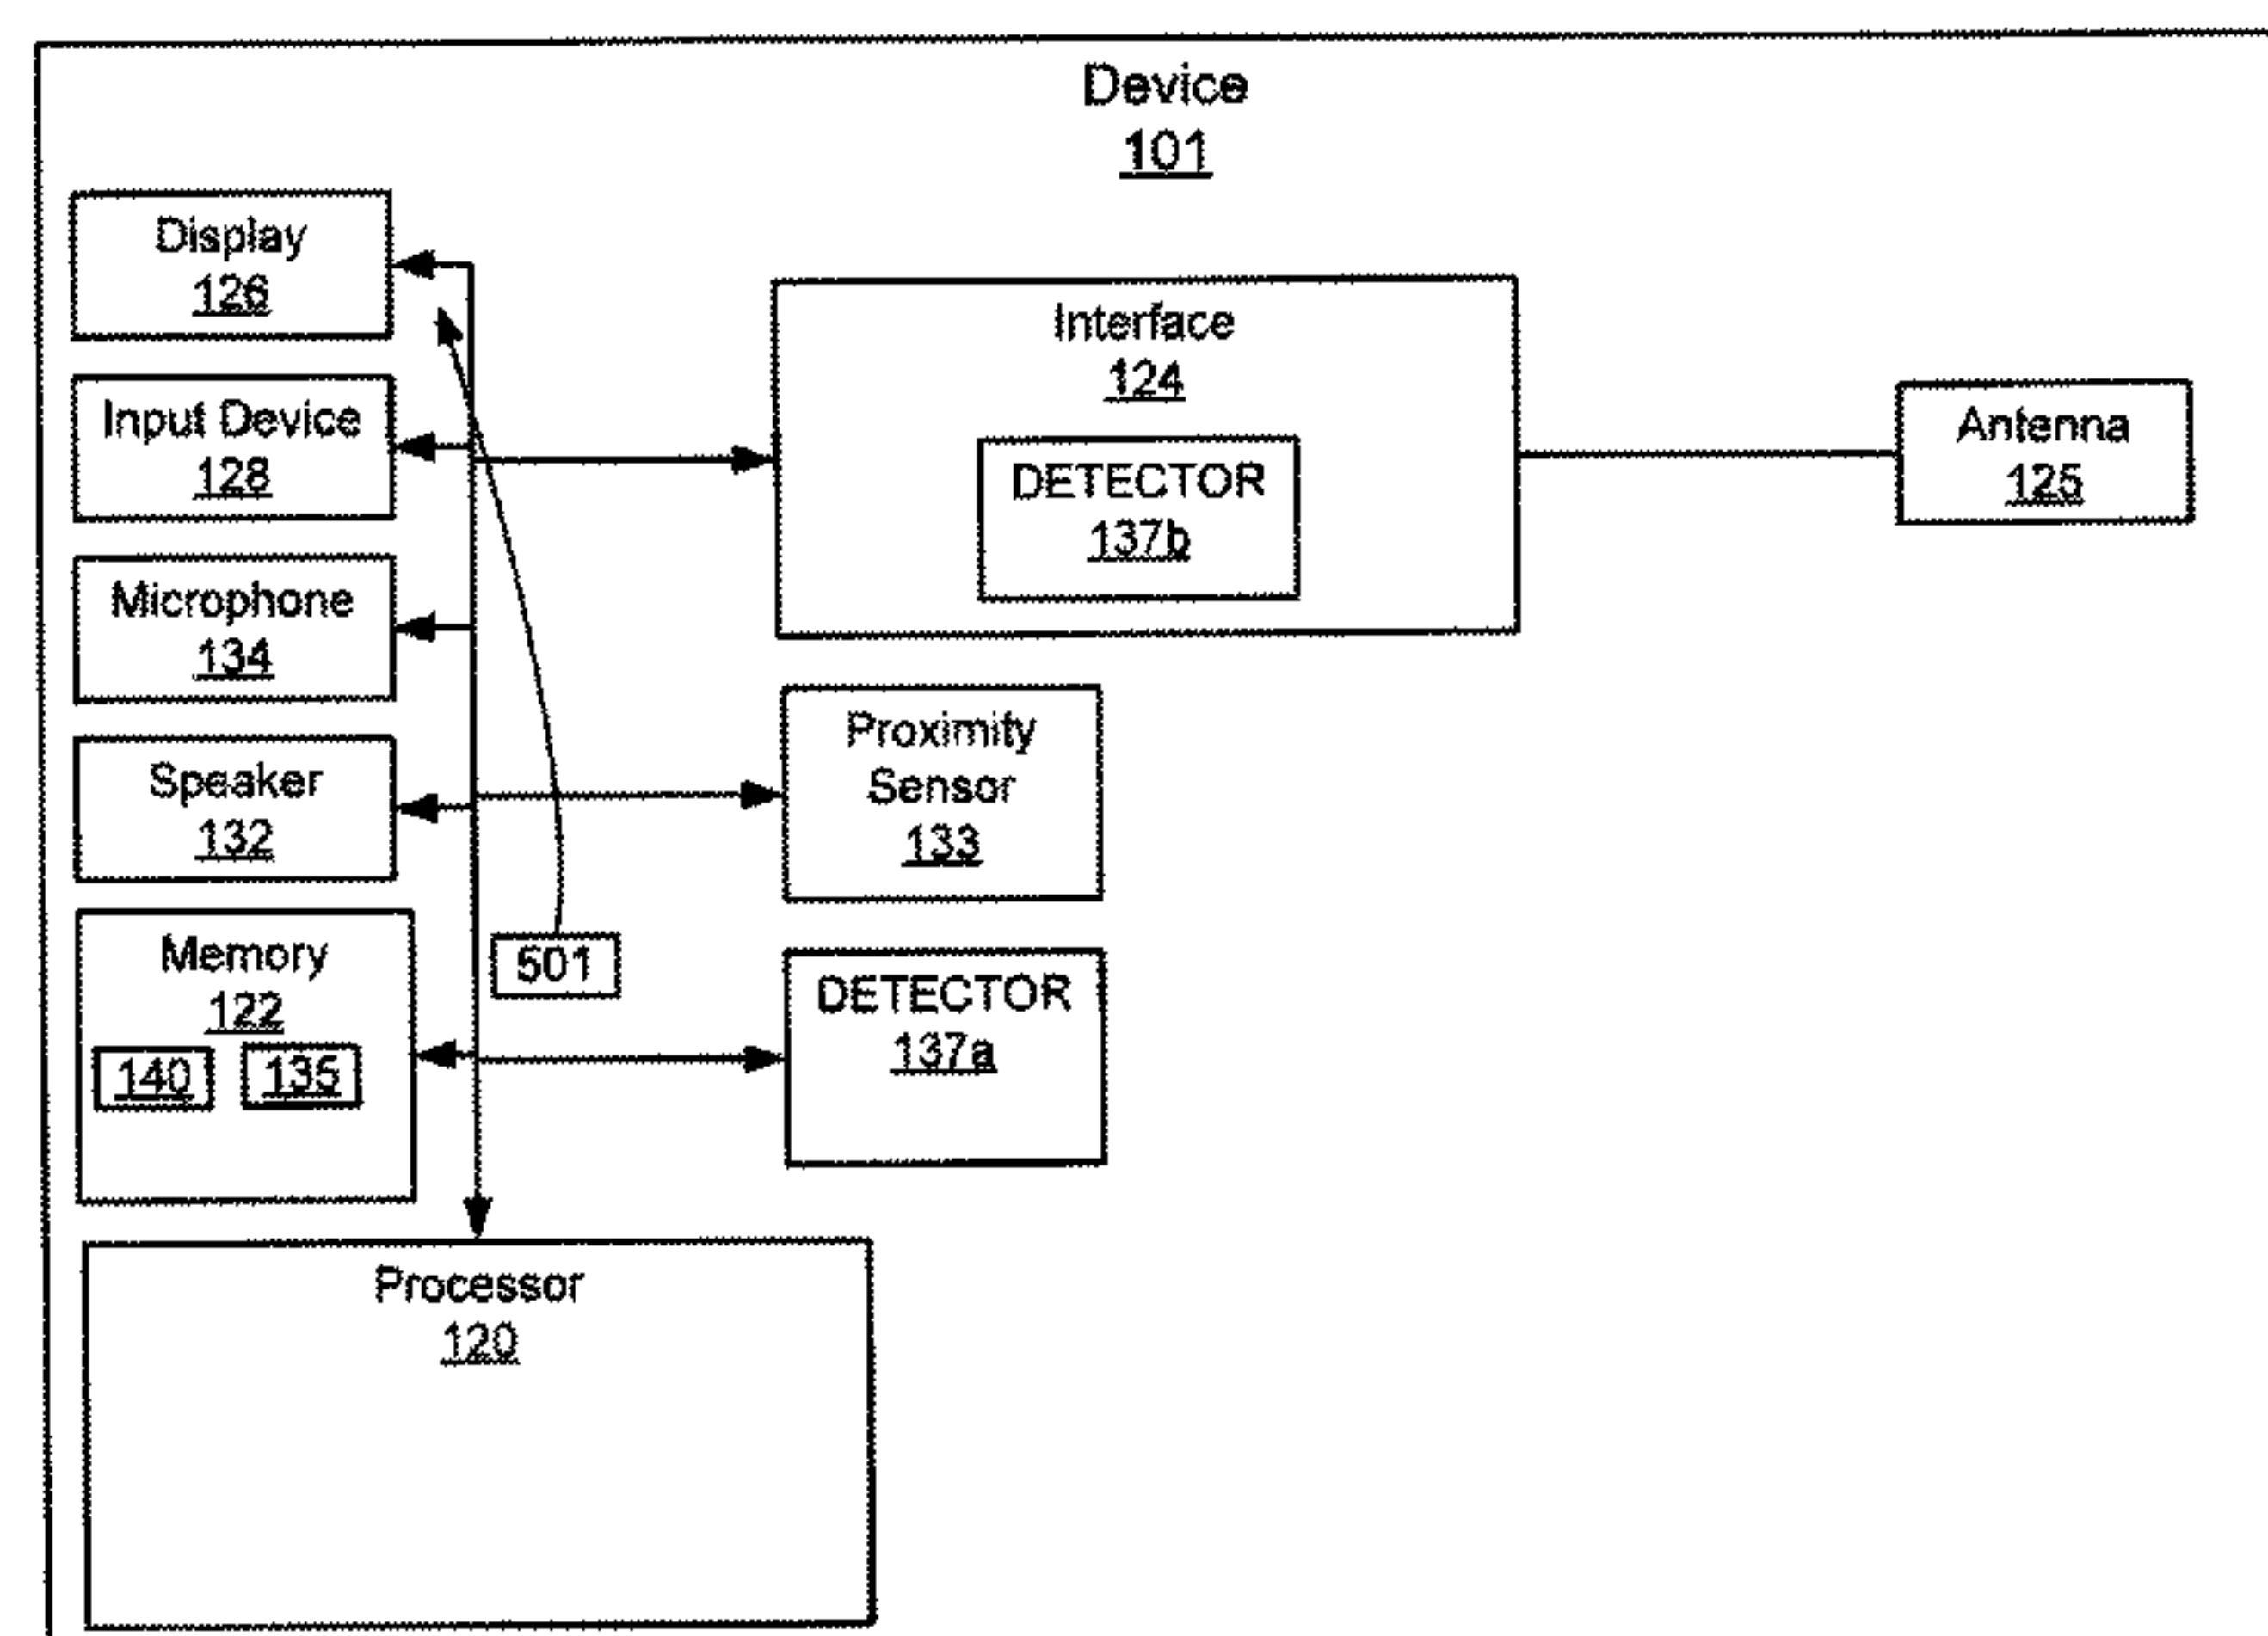 Device
101
Display
126
Input Device
128
Microphone
134
Speaker
132
Memory
122
140
135
Interface
124
DETECTOR
137b
Antenna
125
Proximity
Sensor
133
501
DETECTOR
137a
Processor
120